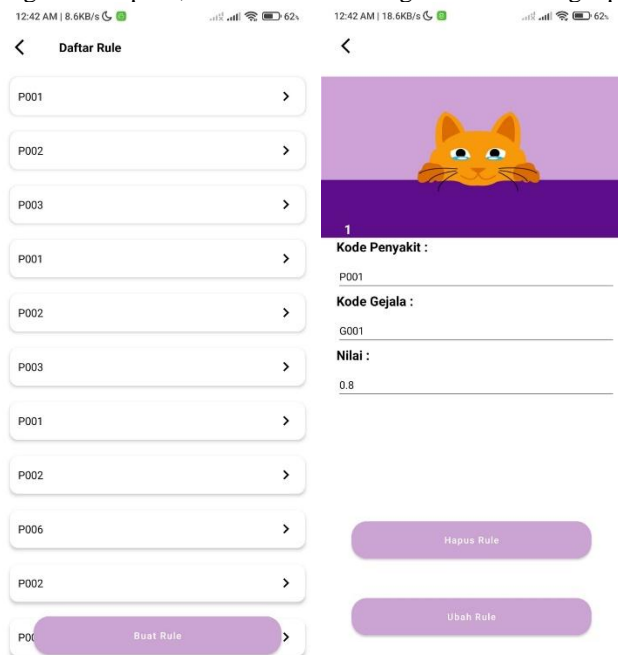 12:42 AM | 8.6KB/s
62%
Daftar Rule
P001
P002
P003
P001
P002
P003
P001
P002
P006
P002
Buat Rule
12:42 AM | 18.6KB/s
62%
1
Kode Penyakit :
P001
Kode Gejala :
G001
Nilai :
0.8
Hapus Rule
Ubah Rule